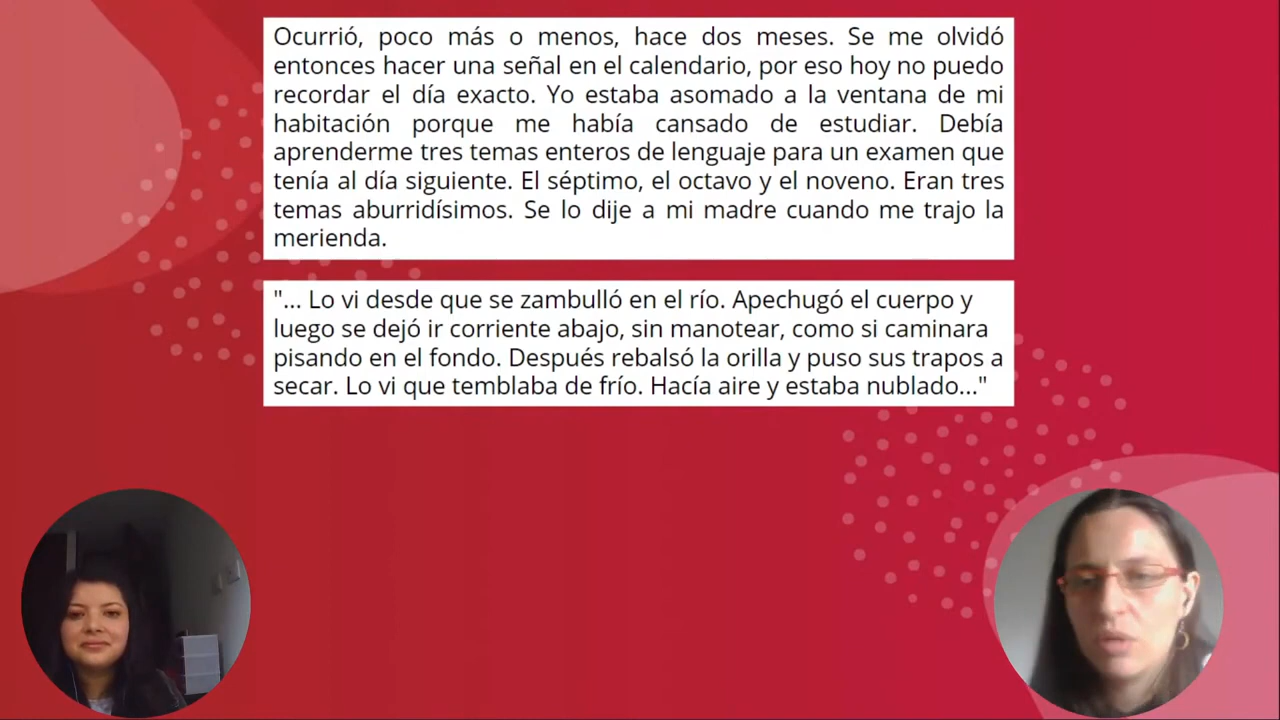 Ocurrió, poco más o menos, hace dos meses. Se me olvidó
entonces hacer una señal en el calendario, por eso hoy no puedo
recordar el día exacto. Yo estaba asomado a la ventana de mi
habitación porque me había cansado de estudiar. Debía
aprenderme tres temas enteros de lenguaje para un examen que
tenía al día siguiente. El séptimo, el octavo y el noveno. Eran tres
temas aburridísimos. Se lo dije a mi madre cuando me trajo la
merienda.
"... Lo vi desde que se zambulló en el río. Apechugó el cuerpo y
luego se dejó ir corriente abajo, sin manotear, como si caminara
pisando en el fondo. Después rebalsó la orilla y puso sus trapos a
secar. Lo vi que temblaba de frío. Hacía aire y estaba nublado..."